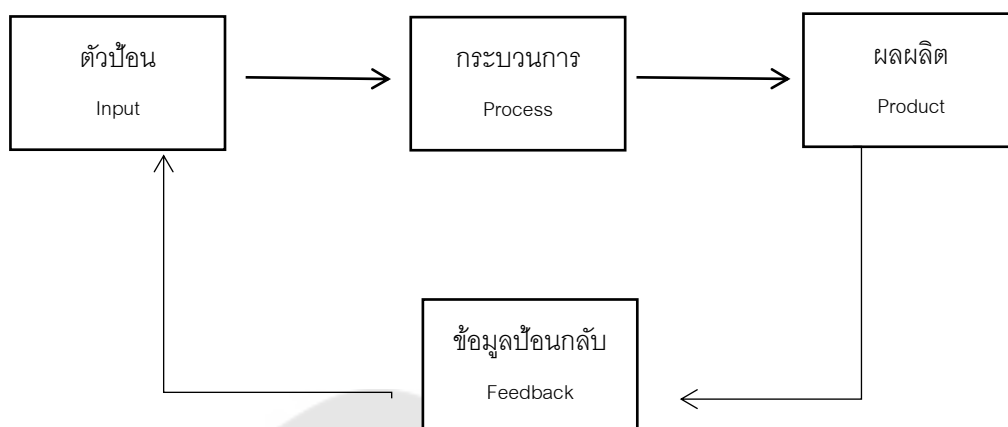 ตัวป้อน
Input
กระบวนการ
Process
ผลผลิต
Product
ข้อมูลป้อนกลับ
Feedback